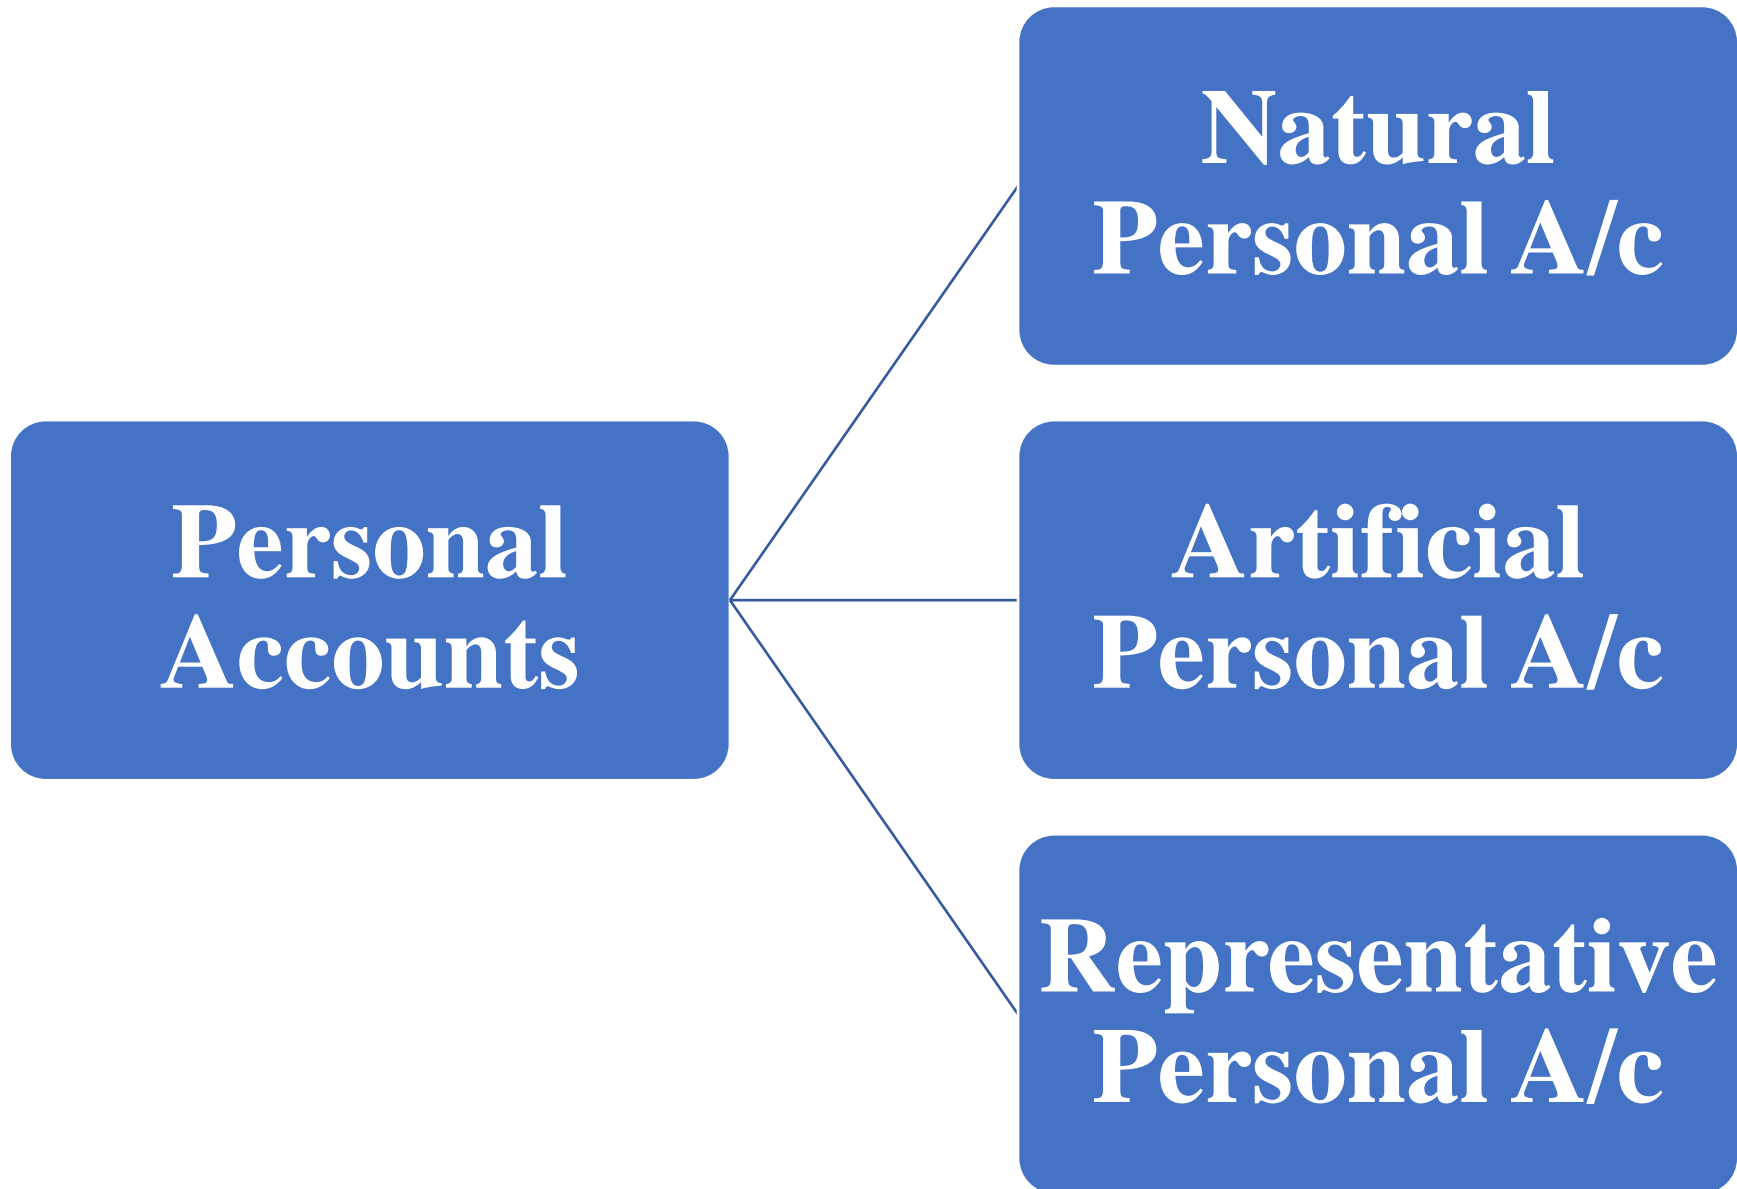 Natural
Personal A/c
Personal
Accounts
Artificial
Personal A/c
Representative
Personal A/c